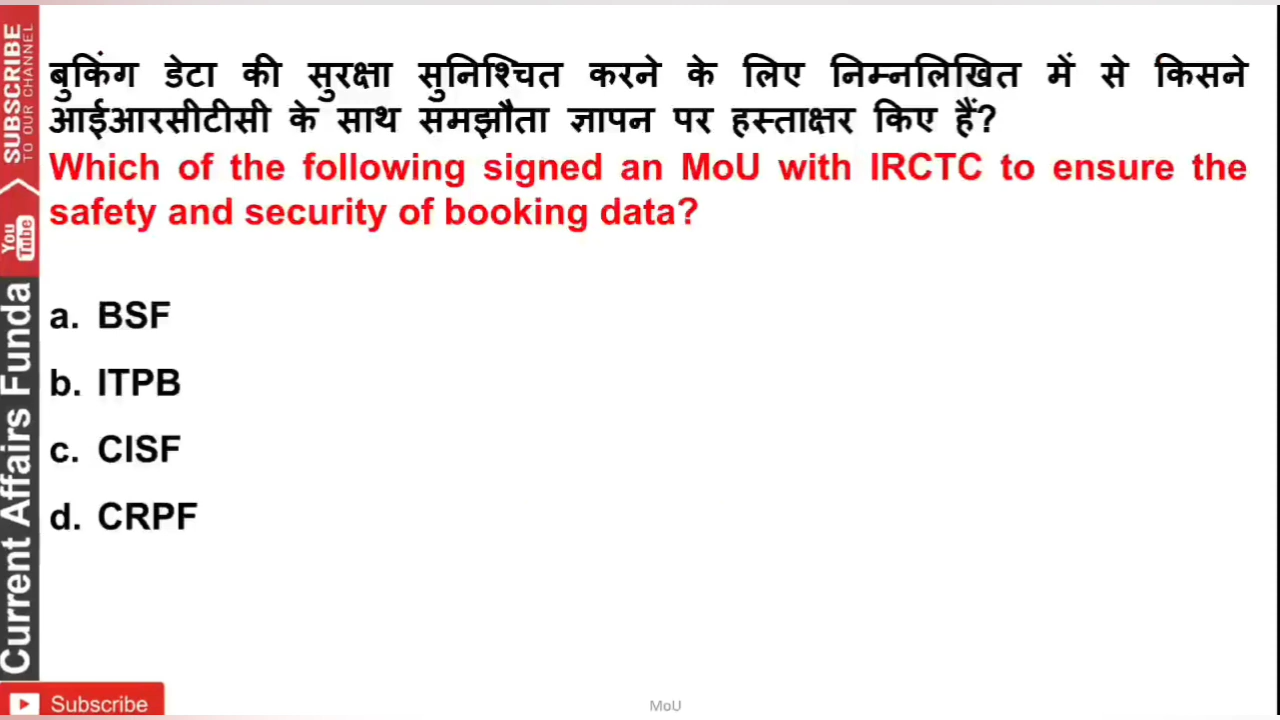 बुकिंग डेटा की सुरक्षा सुनिश्चित करने के लिए निम्नलिखित में से किसने
आईआरसीटीसी के साथ समझौता ज्ञापन पर हस्ताक्षर किए हैं?
Which of the following signed an MoU with IRCTC to ensure the
safety and security of booking data?
a. BSF
b. ITPB
c. CISF
d. CRPF
SUBSCRIBE
TO OUR CHANNEL
You Tube
Current Affairs Funda
Subscribe
MoU